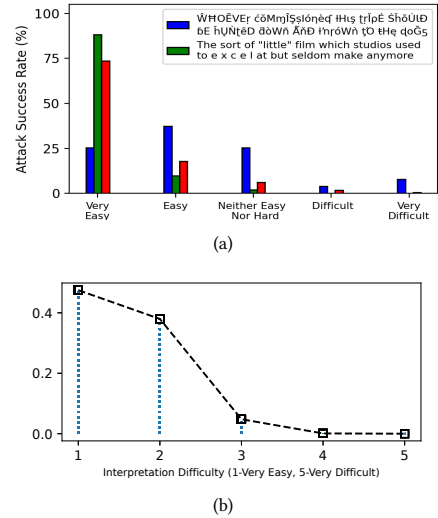 Attack Success Rate (%)
100
75
50
25
0
The sort of "little" film which studios used
to e x c e l at but seldom make anymore
Very Easy
Easy
Neither Easy Nor Hard
Difficult
Very Difficult
(a)
0.4
0.2
0.0
1 2 3 4 5
Interpretation Difficulty (1-Very Easy, 5-Very Difficult)
(b)